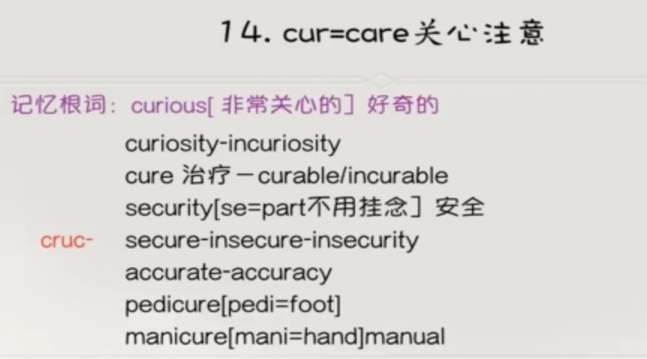 14. cur=care关心注意
记忆根词：curious[ 非常关心的］好奇的
curiosity-incuriosity
cure 治疗－curable/incurable
security[se=part不用挂念］安全
cruc- secure-insecure-insecurity
accurate-accuracy
pedicure[pedi=foot]
manicure[mani=hand]manual